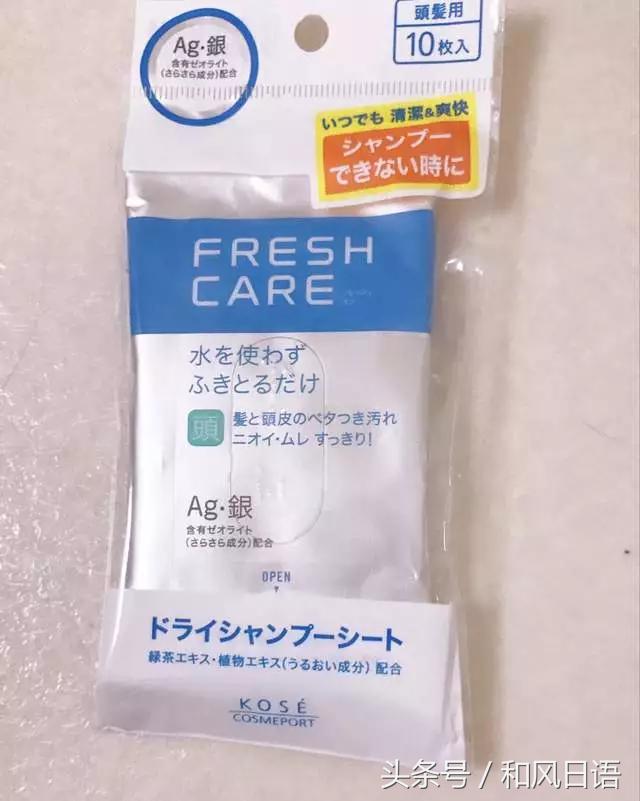 Ag・銀
含有ゼオライト
(さらさら成分)配合
頭髪用
10枚入
いつでも 清潔&爽快
シャンプー
できない時に
FRESH
CARE
水を使わず
ふきとるだけ
頭
髪と頭皮のベタつき汚れ
ニオイ・ムレ すっきり!
Ag・銀
含有ゼオライト
(さらさら成分)配合
OPEN
ドライシャンプーシート
緑茶エキス・植物エキス(うるおい成分) 配合
KOSÉ
COSMEPORT
头条号 / 和风日语